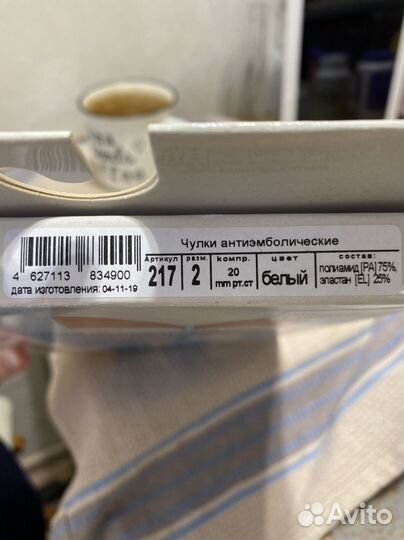 Чулки антиэмболические
4 627113 834900
дата изготовления: 04-11-19
Артикул
217
разм.
2
компр.
20
mm рт.ст
цвет
белый
состав:
полиамид [PA] 75%,
эластан [EL] 25%
Avito